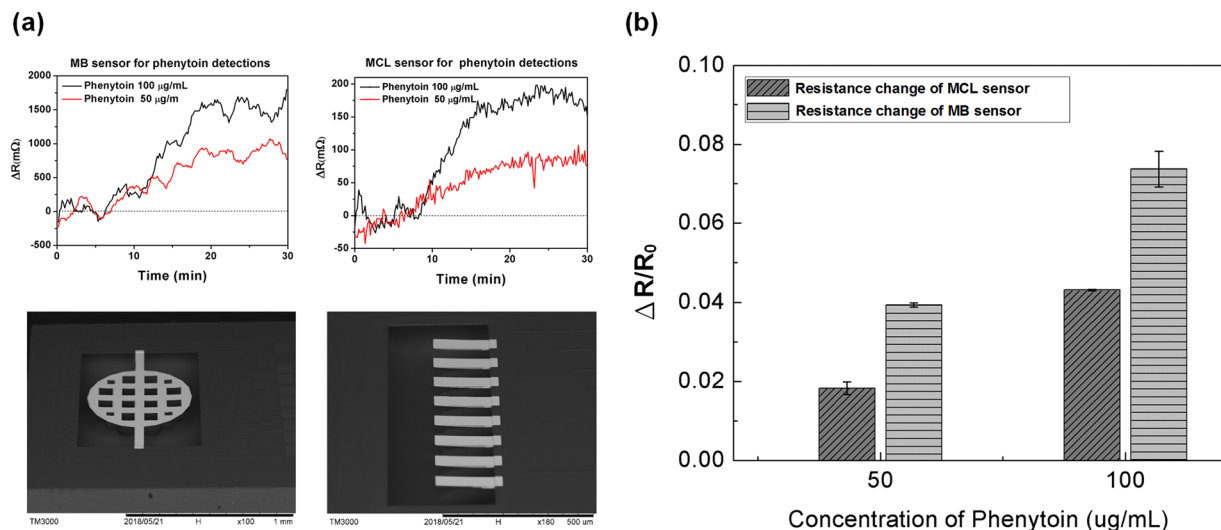 (a)
MB sensor for phenytoin detections
Phenytoin 100 µg/mL
Phenytoin 50 µg/m
ΔR(mΩ)
2000
1500
1000
500
0
-500
0 10 20 30
Time (min)
MCL sensor for phenytoin detections
Phenytoin 100 µg/mL
Phenytoin 50 µg/mL
ΔR(mΩ)
200
150
100
50
0
-50
0 10 20 30
Time (min)
TM3000 2018/05/21 H x100 1 mm
TM3000 2018/05/21 H x180 500 um
(b)
Resistance change of MCL sensor
Resistance change of MB sensor
Δ R/R₀
0.10
0.08
0.06
0.04
0.02
0.00
50 100
Concentration of Phenytoin (ug/mL)